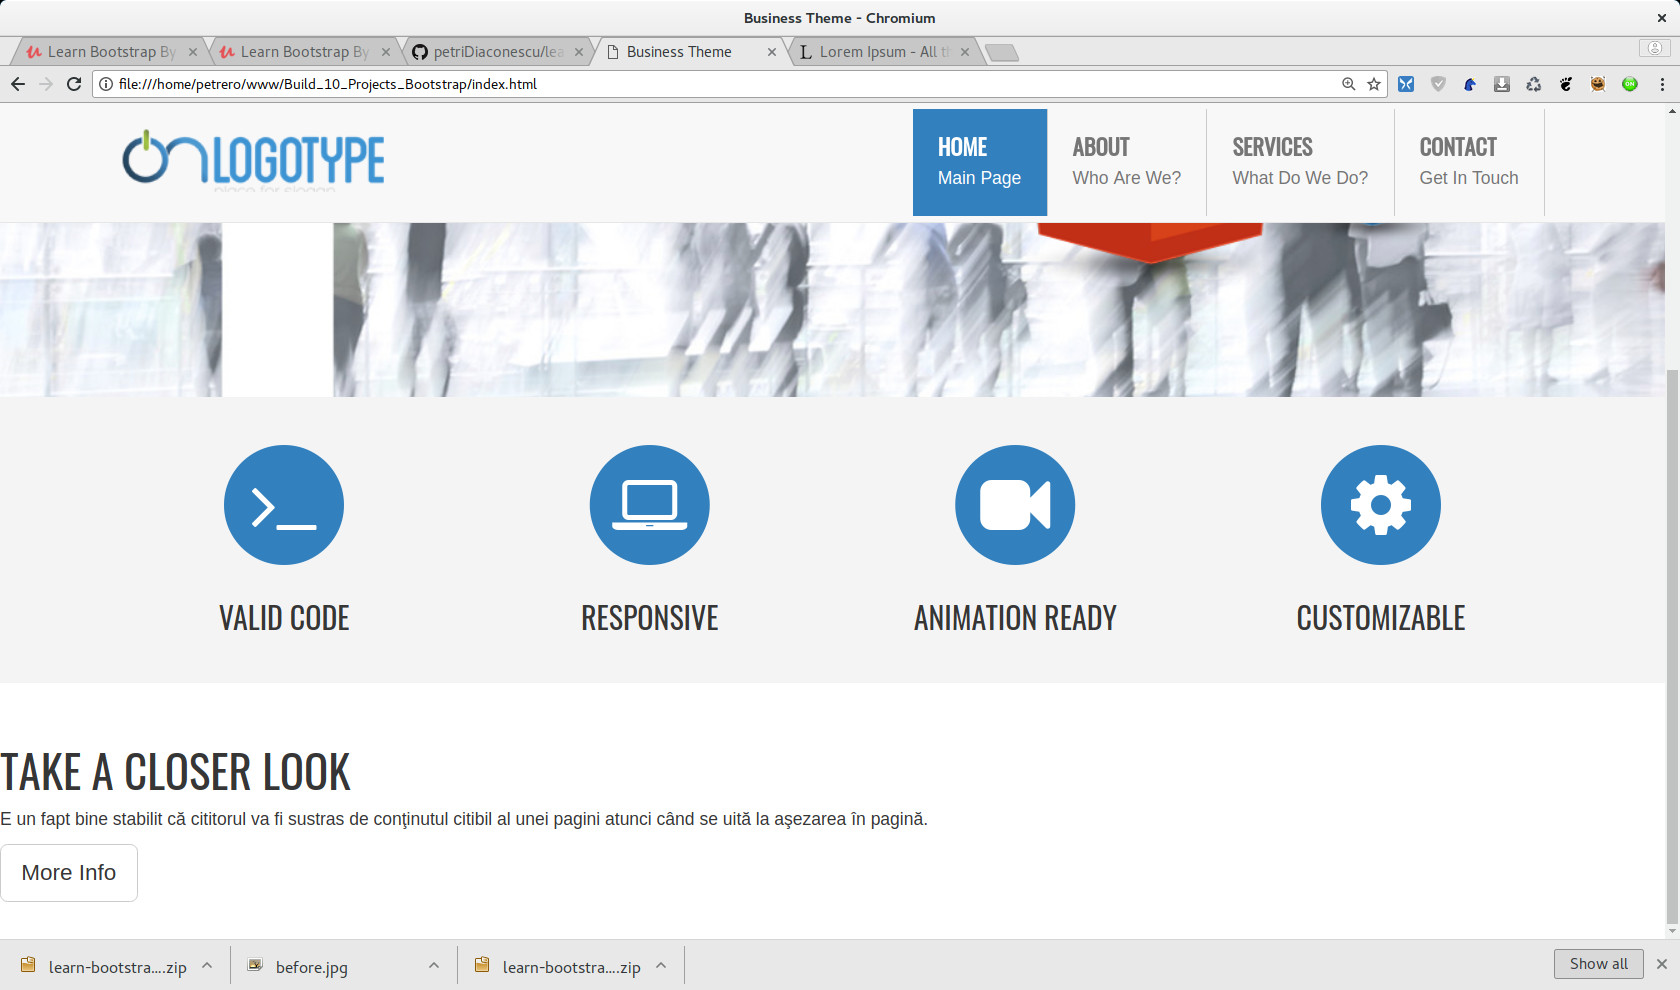 Business Theme - Chromium
Learn Bootstrap By
Learn Bootstrap By
petriDiaconescu/lea
Business Theme
Lorem Ipsum - All t
file:///home/petrero/www/Build_10_Projects_Bootstrap/index.html
LOGOTYPE
HOME
Main Page
ABOUT
Who Are We?
SERVICES
What Do We Do?
CONTACT
Get In Touch
VALID CODE
RESPONSIVE
ANIMATION READY
CUSTOMIZABLE
TAKE A CLOSER LOOK
E un fapt bine stabilit că cititorul va fi sustras de conţinutul citibil al unei pagini atunci când se uită la aşezarea în pagină.
More Info
learn-bootstra....zip
before.jpg
learn-bootstra....zip
Show all